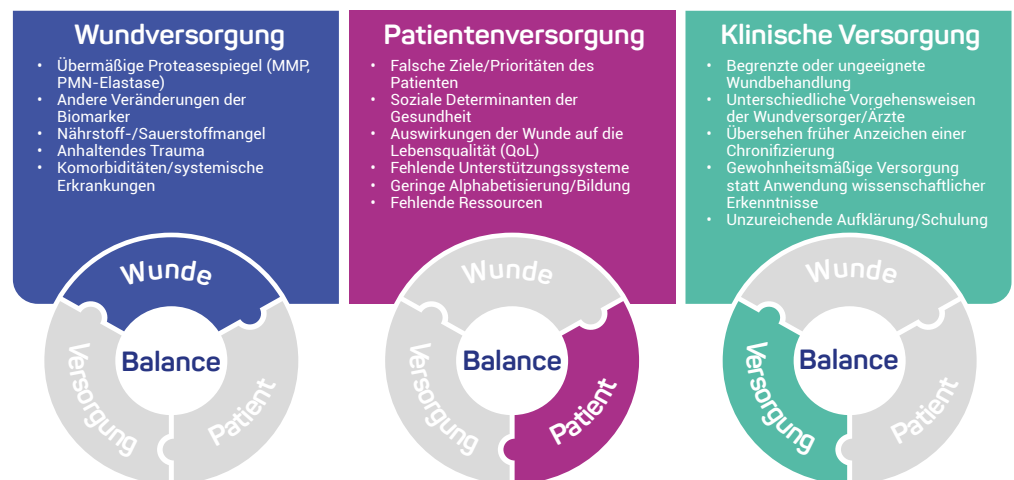 Wundversorgung
• Übermäßige Proteasespiegel (MMP,
PMN-Elastase)
• Andere Veränderungen der
Biomarker
• Nährstoff-/Sauerstoffmangel
• Anhaltendes Trauma
• Komorbiditäten/systemische
Erkrankungen
Wunde
Versorgung
Patient
Balance
Patientenversorgung
• Falsche Ziele/Prioritäten des
Patienten
• Soziale Determinanten der
Gesundheit
• Auswirkungen der Wunde auf die
Lebensqualität (QoL)
• Fehlende Unterstützungssysteme
• Geringe Alphabetisierung/Bildung
• Fehlende Ressourcen
Wunde
Versorgung
Patient
Balance
Klinische Versorgung
• Begrenzte oder ungeeignete
Wundbehandlung
• Unterschiedliche Vorgehensweisen
der Wundversorger/Ärzte
• Übersehen früher Anzeichen einer
Chronifizierung
• Gewohnheitsmäßige Versorgung
statt Anwendung wissenschaftlicher
Erkenntnisse
• Unzureichende Aufklärung/Schulung
Wunde
Versorgung
Patient
Balance